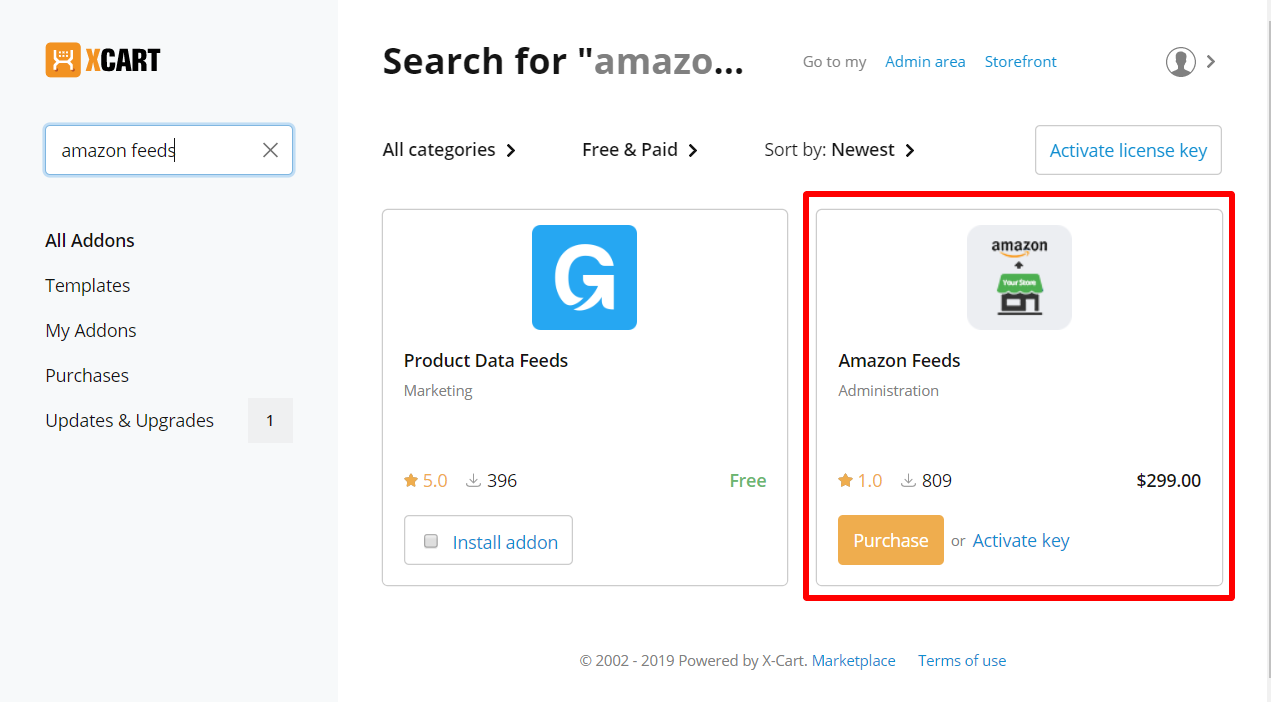 XCART
Search for "amazo...
Go to my Admin area Storefront
amazon feeds
All categories Free & Paid Sort by: Newest Activate license key
All Addons
Templates
My Addons
Purchases
Updates & Upgrades 1
G
Product Data Feeds
Marketing
5.0 396 Free
Install addon
amazon
+
Your Store
Amazon Feeds
Administration
1.0 809 $299.00
Purchase or Activate key
© 2002 - 2019 Powered by X-Cart. Marketplace Terms of use